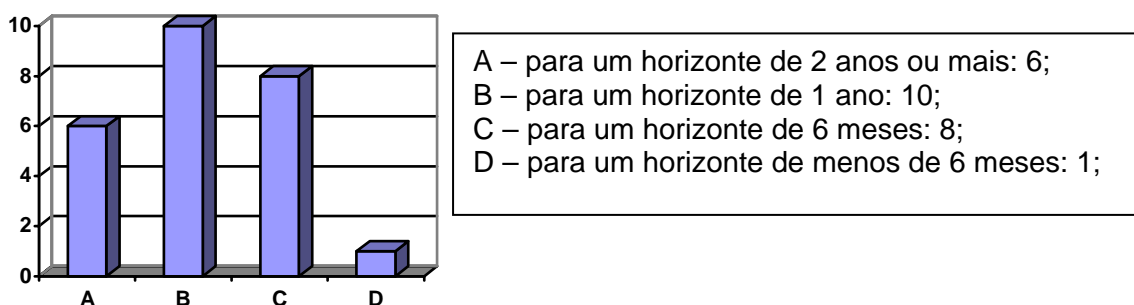 10
8
6
4
2
0
A B C D
A – para um horizonte de 2 anos ou mais: 6;
B – para um horizonte de 1 ano: 10;
C – para um horizonte de 6 meses: 8;
D – para um horizonte de menos de 6 meses: 1;